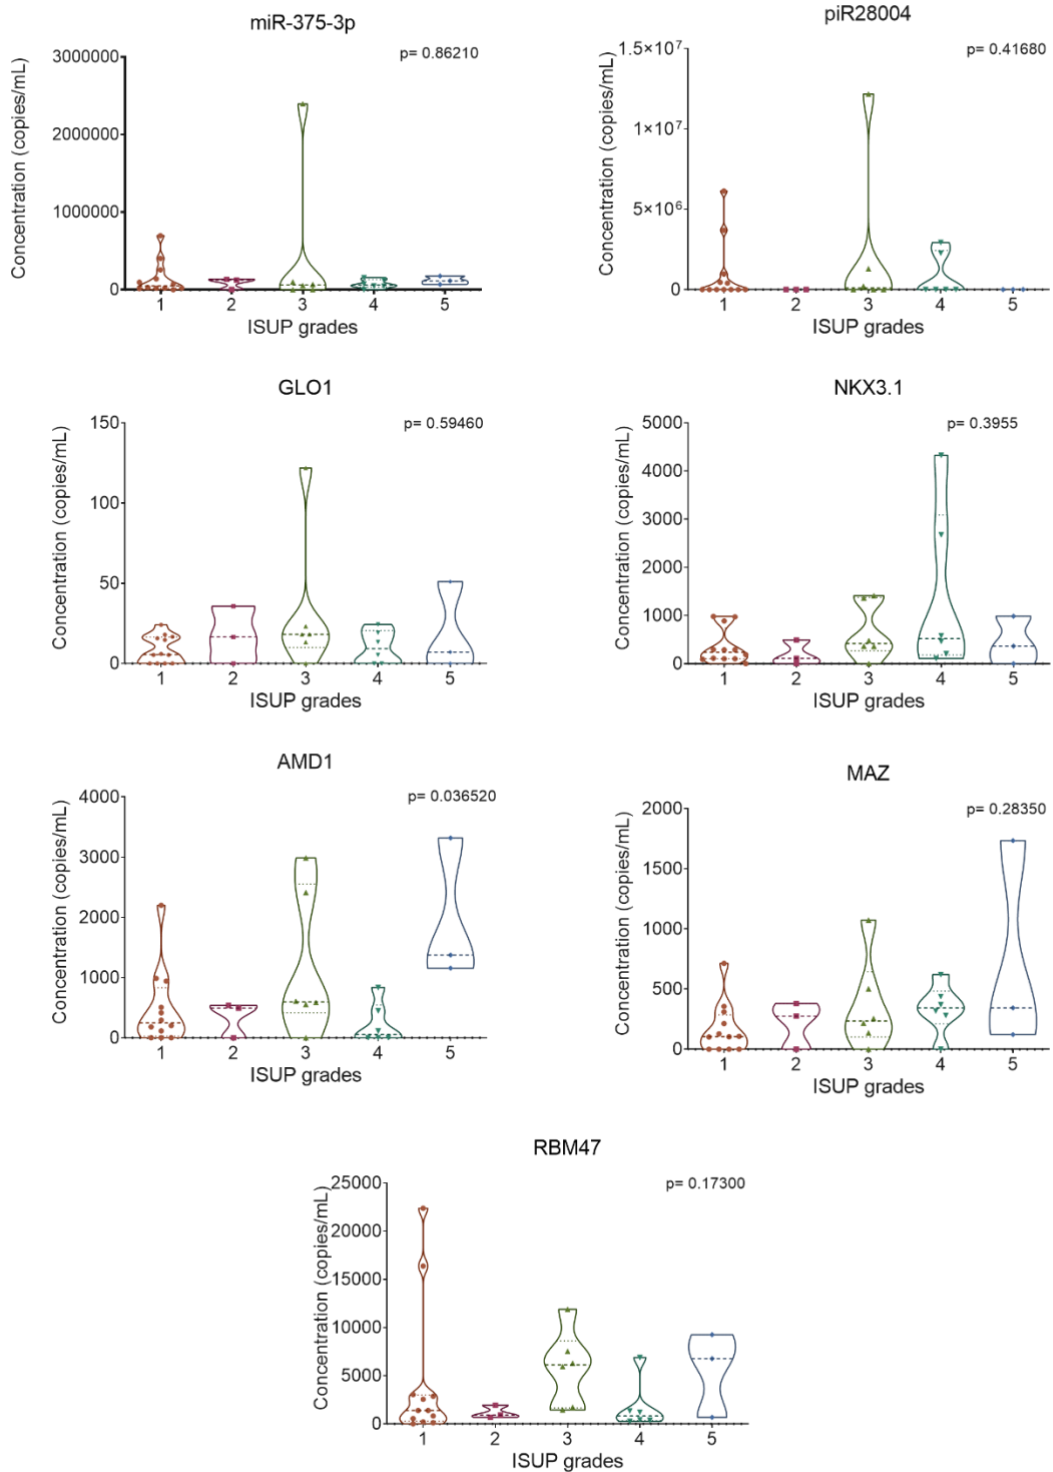 miR-375-3p
p= 0.86210
Concentration (copies/mL)
3000000
2000000
1000000
0
1 2 3 4 5
ISUP grades
piR28004
p= 0.41680
Concentration (copies/mL)
1.5×10⁷
1×10⁷
5×10⁶
0
1 2 3 4 5
ISUP grades
GLO1
p= 0.59460
Concentration (copies/mL)
150
100
50
0
1 2 3 4 5
ISUP grades
NKX3.1
p= 0.3955
Concentration (copies/mL)
5000
4000
3000
2000
1000
0
1 2 3 4 5
ISUP grades
AMD1
p= 0.036520
Concentration (copies/mL)
4000
3000
2000
1000
0
1 2 3 4 5
ISUP grades
MAZ
p= 0.28350
Concentration (copies/mL)
2000
1500
1000
500
0
1 2 3 4 5
ISUP grades
RBM47
p= 0.17300
Concentration (copies/mL)
25000
20000
15000
10000
5000
0
1 2 3 4 5
ISUP grades